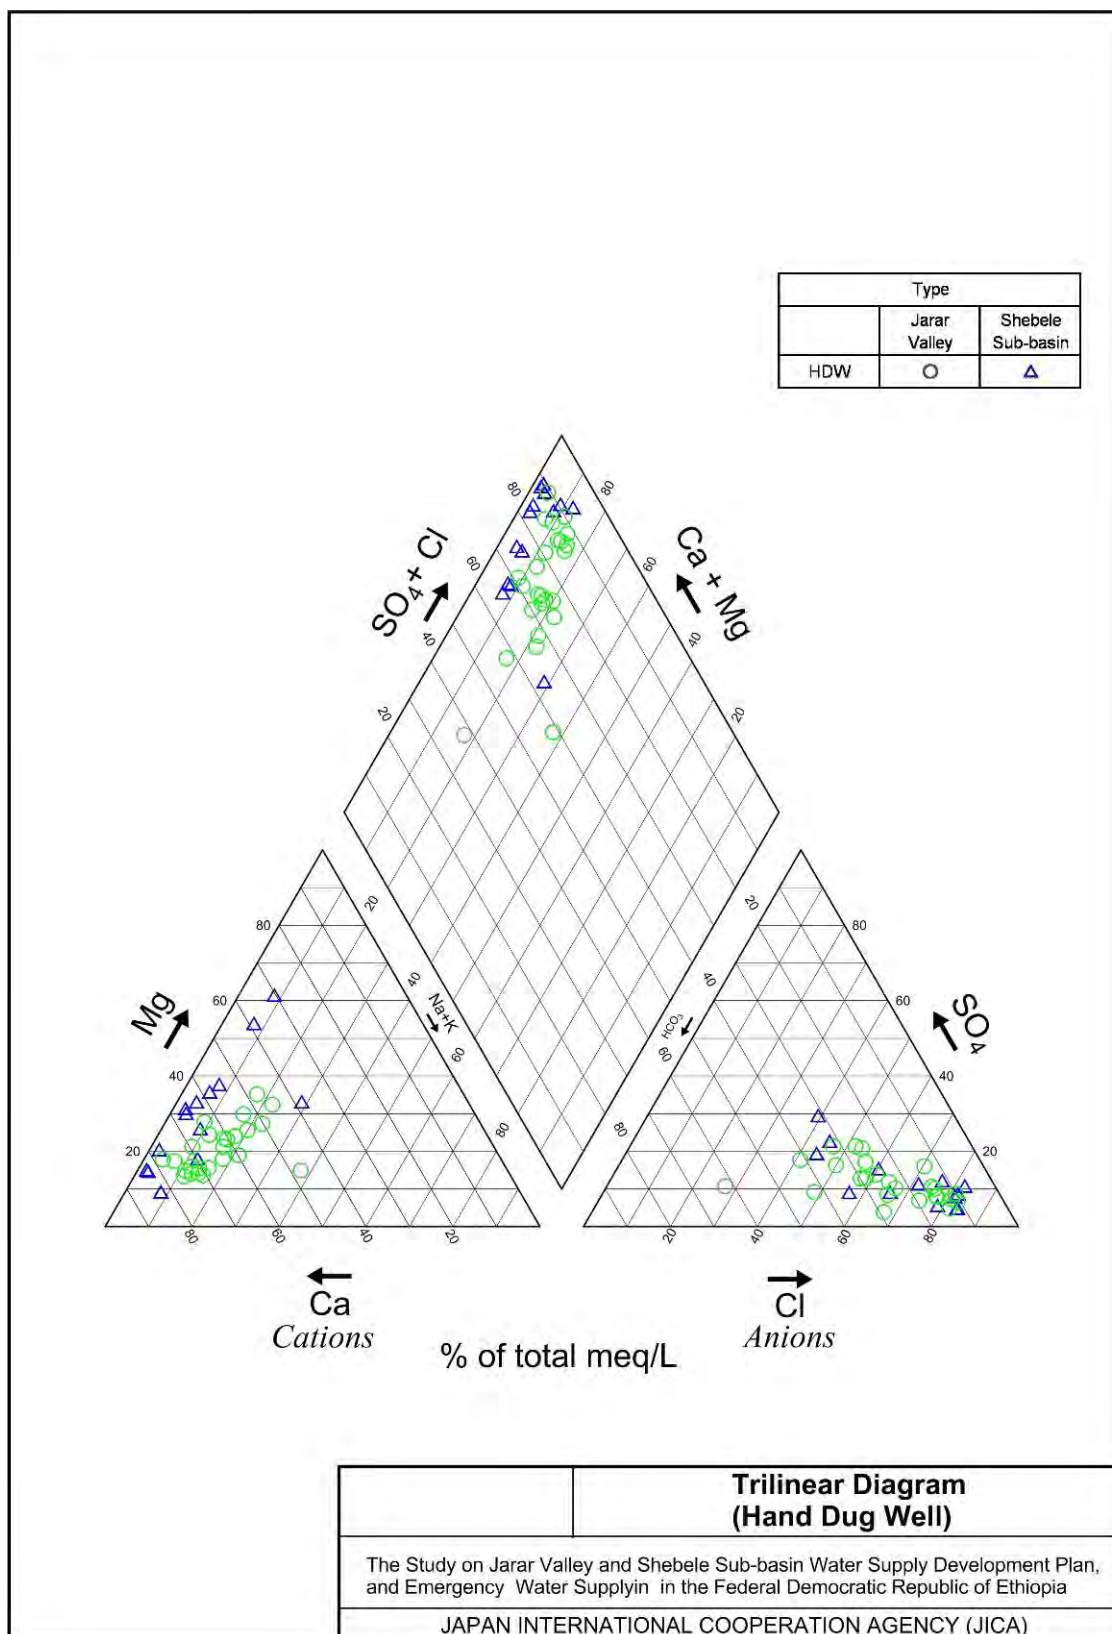 Type
Jarar Valley
Shebele Sub-basin
HDW
80
80
60
60
40
40
20
20
SO4+ Cl
Ca + Mg
80
60
40
20
Mg
20
40
60
80
Na+K
80
60
40
20
Ca
Cations
20
40
60
80
HCO3
80
60
40
20
SO4
20
40
60
80
Cl
Anions
% of total meq/L
Trilinear Diagram
(Hand Dug Well)
The Study on Jarar Valley and Shebele Sub-basin Water Supply Development Plan,
and Emergency Water Supplyin in the Federal Democratic Republic of Ethiopia
JAPAN INTERNATIONAL COOPERATION AGENCY (JICA)